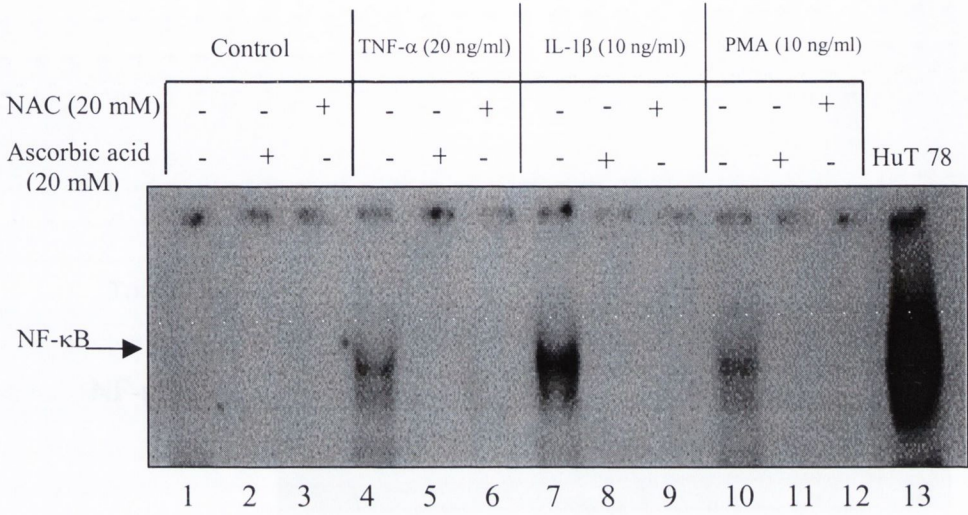 Control TNF-α (20 ng/ml) IL-1β (10 ng/ml) PMA (10 ng/ml)
NAC (20 mM) - - + - - + - - + - - +
Ascorbic acid - + - - + - - + - - + - HuT 78
(20 mM)
NF-κB
1 2 3 4 5 6 7 8 9 10 11 12 13